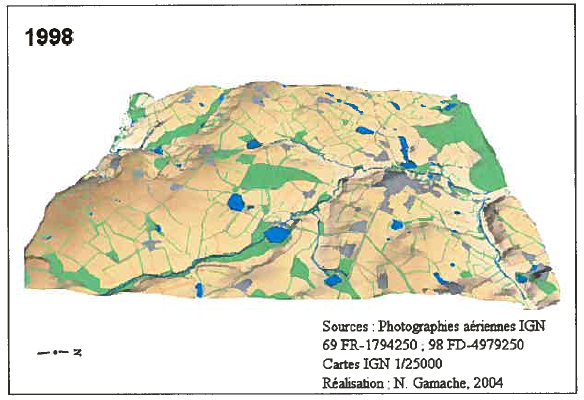 1998
Sources : Photographies aériennes IGN
69 FR-1794250 ; 98 FD-4979250
Cartes IGN 1/25000
Réalisation : N. Gamache, 2004
N